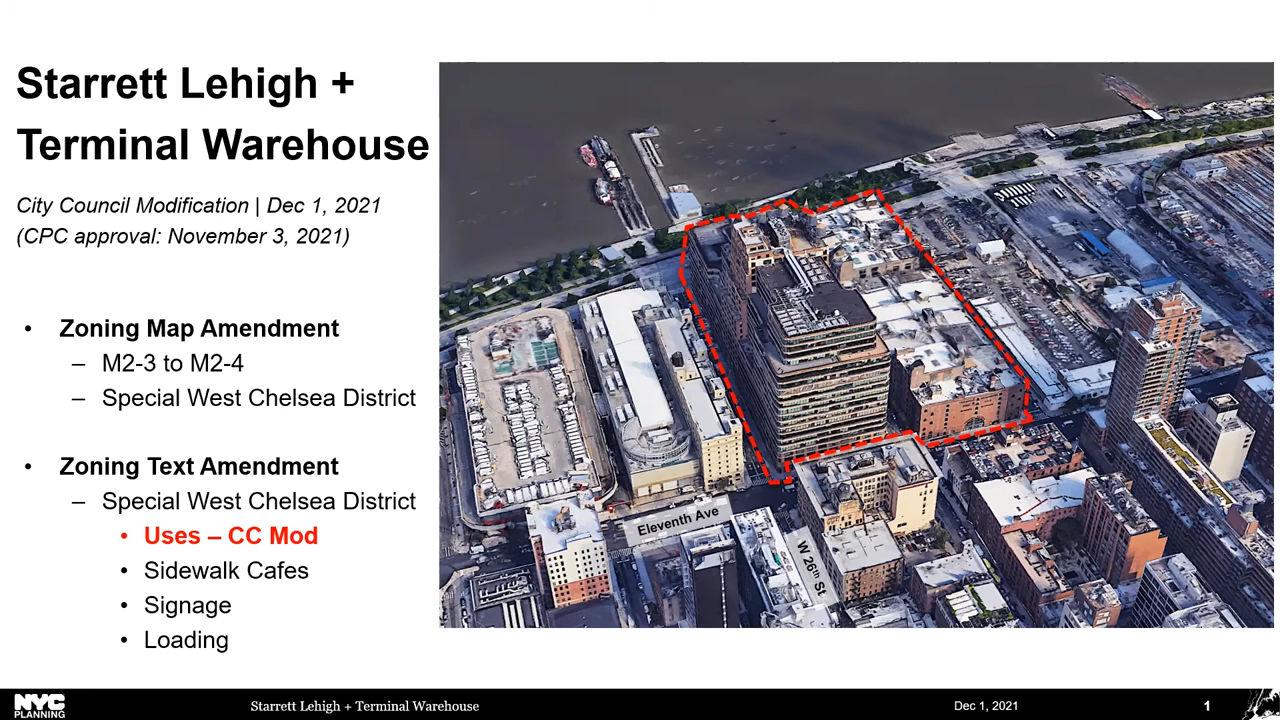 Starrett Lehigh +
Terminal Warehouse
City Council Modification | Dec 1, 2021
(CPC approval: November 3, 2021)
• Zoning Map Amendment
– M2-3 to M2-4
– Special West Chelsea District
• Zoning Text Amendment
– Special West Chelsea District
• Uses – CC Mod
• Sidewalk Cafes
• Signage
• Loading
Eleventh Ave
W 26th St
NYC
PLANNING
Starrett Lehigh + Terminal Warehouse
Dec 1, 2021
1